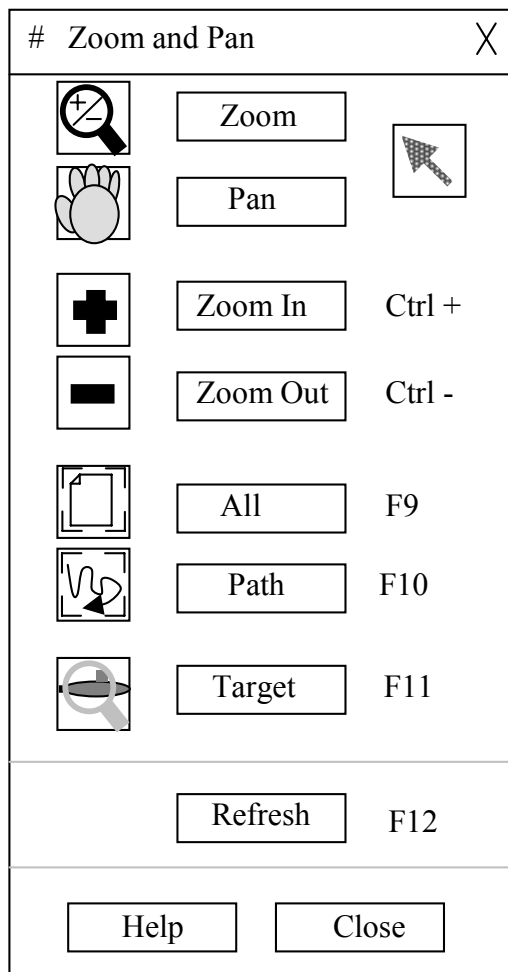 # Zoom and Pan X
Zoom
Pan
Zoom In Ctrl +
Zoom Out Ctrl -
All F9
Path F10
Target F11
Refresh F12
Help Close